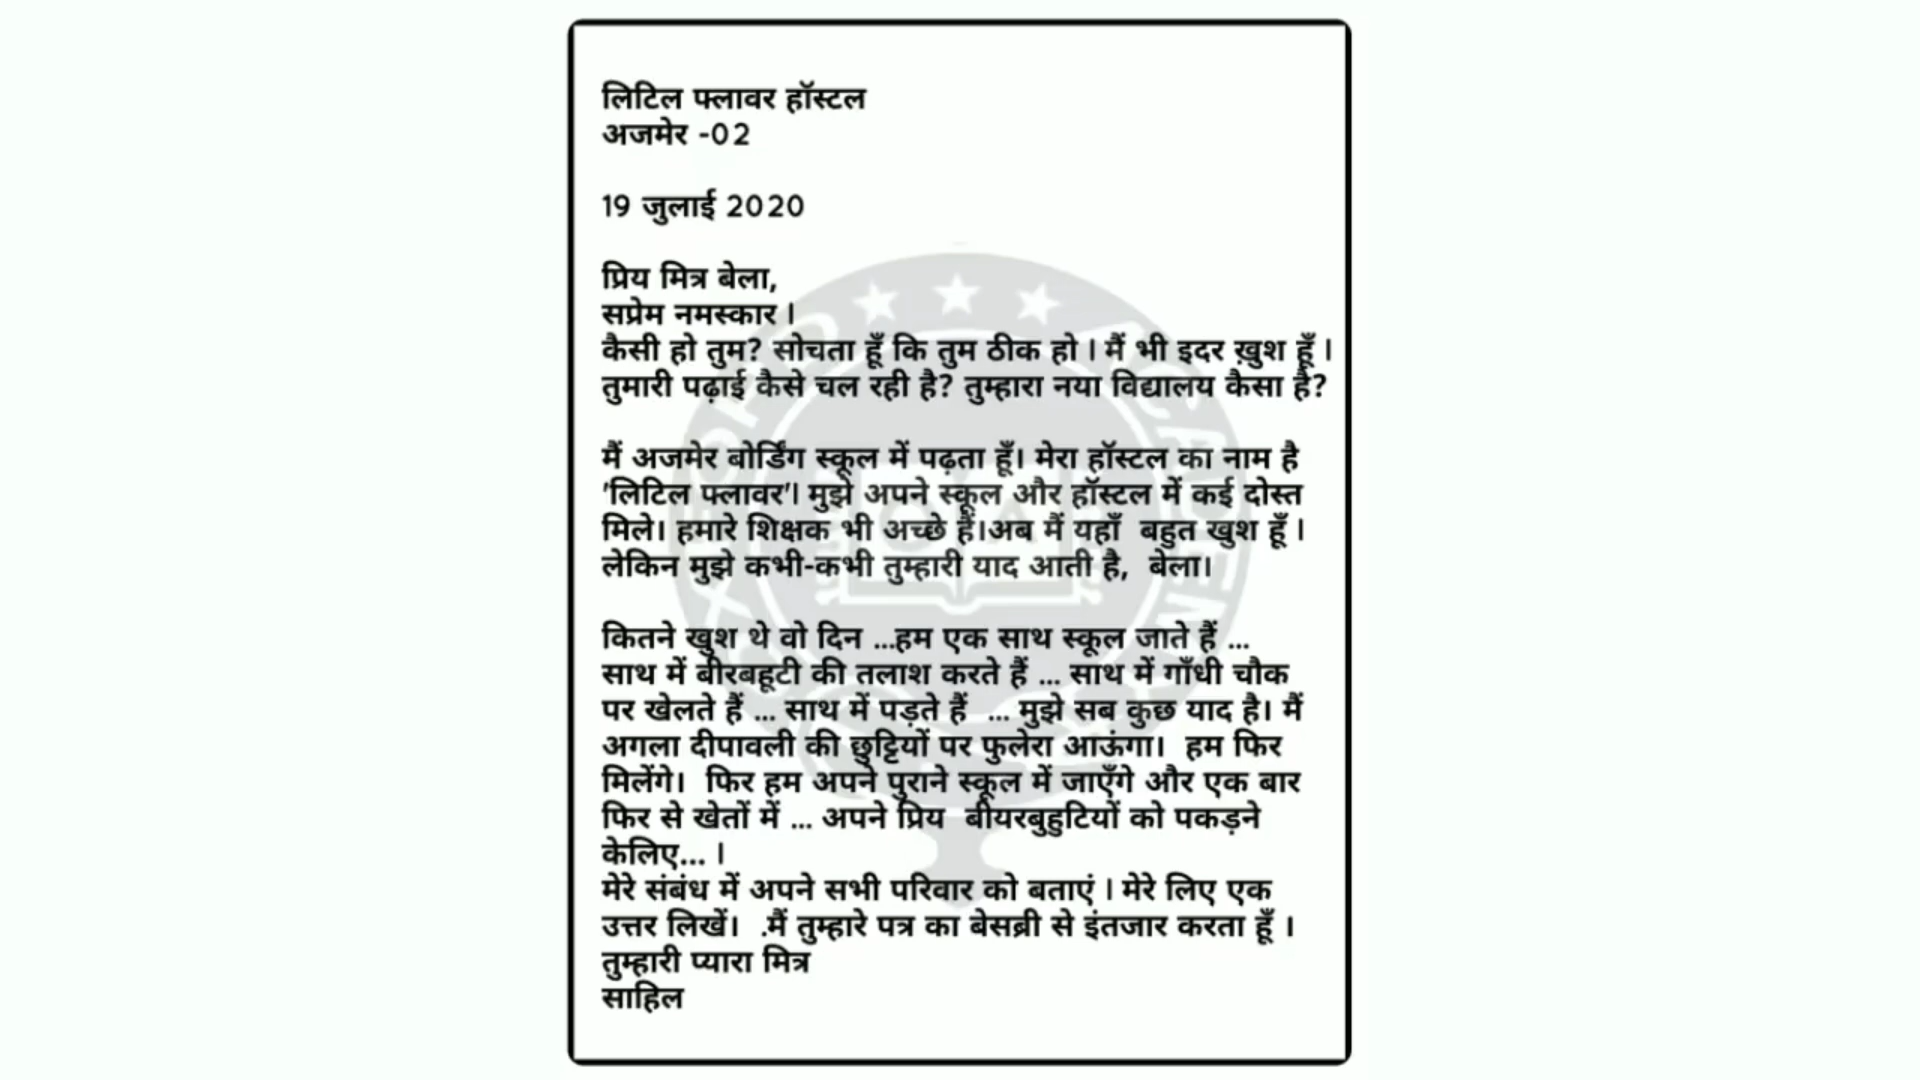 लिटिल फ्लावर हॉस्टल
अजमेर -02
19 जुलाई 2020
प्रिय मित्र बेला,
सप्रेम नमस्कार ।
कैसी हो तुम? सोचता हूँ कि तुम ठीक हो । मैं भी इदर ख़ुश हूँ ।
तुमारी पढ़ाई कैसे चल रही है? तुम्हारा नया विद्यालय कैसा है?
मैं अजमेर बोर्डिंग स्कूल में पढ़ता हूँ। मेरा हॉस्टल का नाम है
'लिटिल फ्लावर'। मुझे अपने स्कूल और हॉस्टल में कई दोस्त
मिले। हमारे शिक्षक भी अच्छे हैं।अब मैं यहाँ बहुत खुश हूँ ।
लेकिन मुझे कभी-कभी तुम्हारी याद आती है, बेला।
कितने खुश थे वो दिन ...हम एक साथ स्कूल जाते हैं ...
साथ में बीरबहूटी की तलाश करते हैं ... साथ में गाँधी चौक
पर खेलते हैं ... साथ में पड़ते हैं ... मुझे सब कुछ याद है। मैं
अगला दीपावली की छुट्टियों पर फुलेरा आऊंगा। हम फिर
मिलेंगे। फिर हम अपने पुराने स्कूल में जाएँगे और एक बार
फिर से खेतों में ... अपने प्रिय बीयरबुहुटियों को पकड़ने
केलिए... ।
मेरे संबंध में अपने सभी परिवार को बताएं । मेरे लिए एक
उत्तर लिखें। .मैं तुम्हारे पत्र का बेसब्री से इंतजार करता हूँ ।
तुम्हारी प्यारा मित्र
साहिल